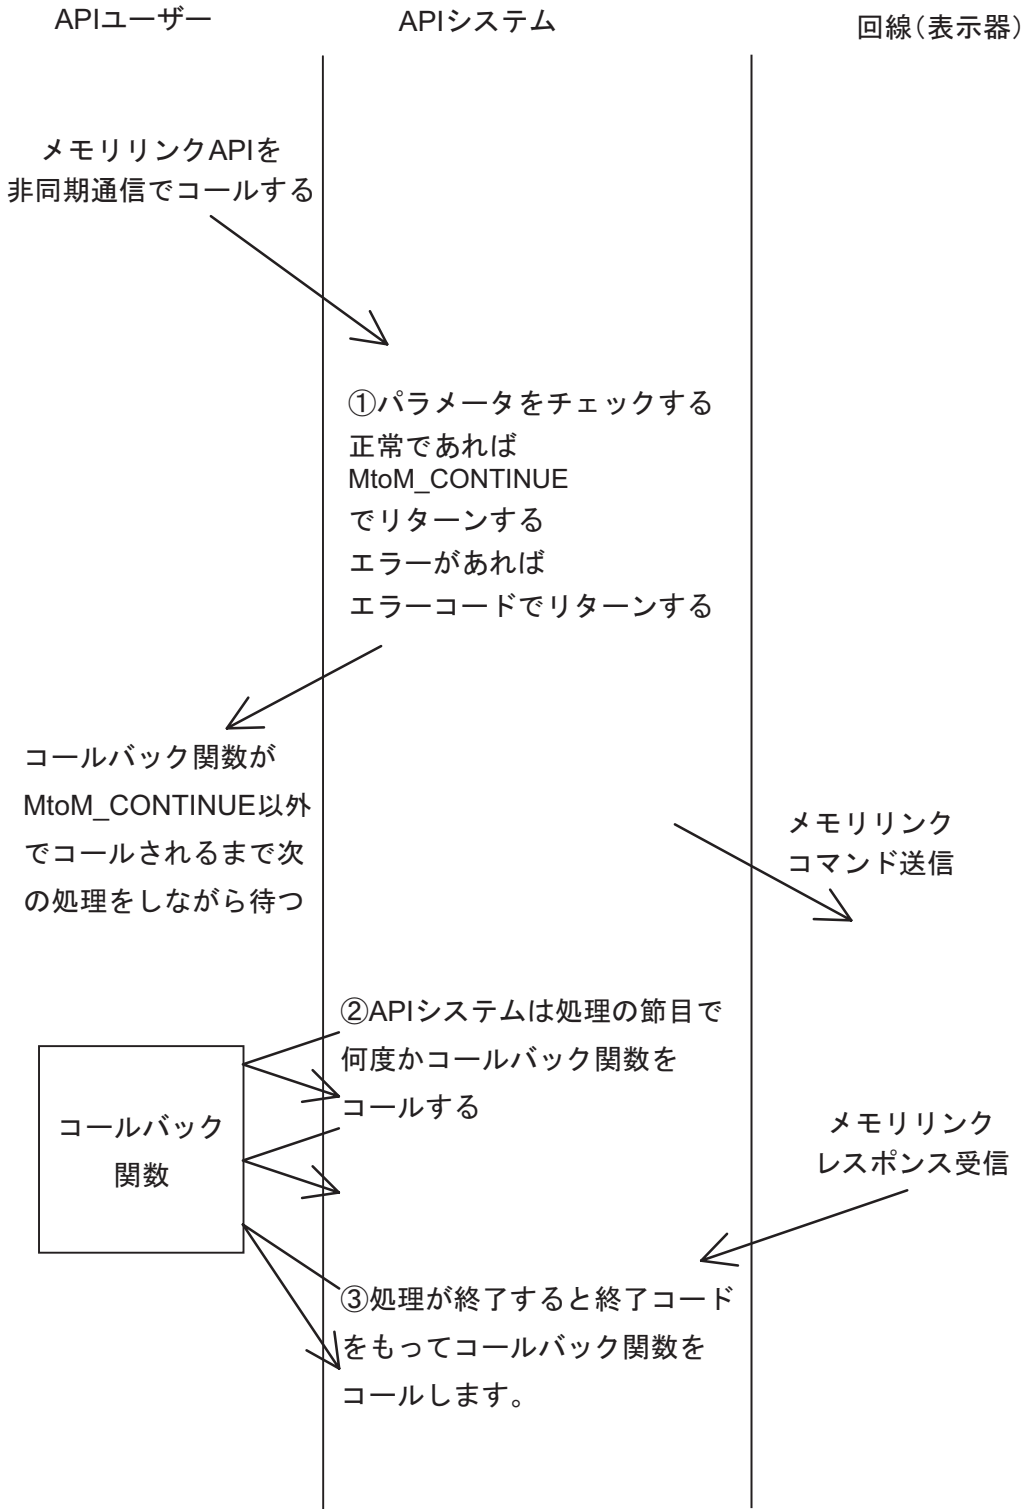 APIユーザー
APIシステム
回線(表示器)
メモリリンクAPIを
非同期通信でコールする
①パラメータをチェックする
正常であれば
MtoM_CONTINUE
でリターンする
エラーがあれば
エラーコードでリターンする
コールバック関数が
MtoM_CONTINUE以外
でコールされるまで次
の処理をしながら待つ
メモリリンク
コマンド送信
②APIシステムは処理の節目で
何度かコールバック関数を
コールする
コールバック
関数
メモリリンク
レスポンス受信
③処理が終了すると終了コード
をもってコールバック関数を
コールします。